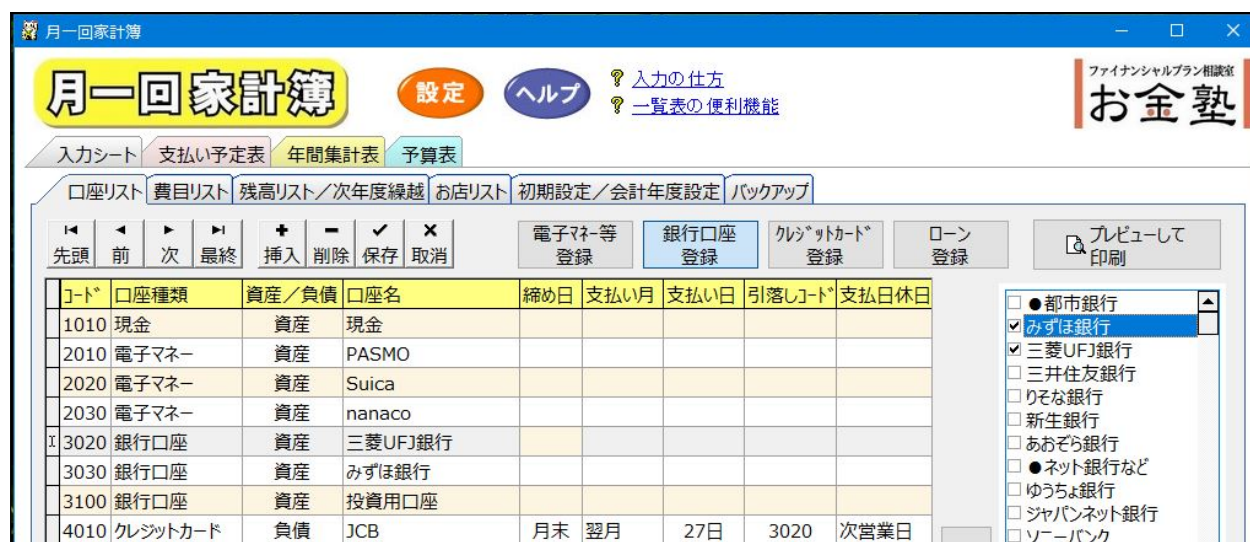 月一回家計簿
月一回家計簿
設定
ヘルプ
? 入力の仕方
? 一覧表の便利機能
ファイナンシャルプラン相談室
お金塾
入力シート 支払い予定表 年間集計表 予算表
口座リスト 費目リスト 残高リスト/次年度繰越 お店リスト 初期設定/会計年度設定 バックアップ
先頭 前 次 最終 挿入 削除 保存 取消
電子マネー等
登録
銀行口座
登録
クレジットカード
登録
ローン
登録
プレビューして
印刷
コード 口座種類 資産/負債 口座名 締め日 支払い月 支払い日 引落しコード 支払日休日
1010 現金 資産 現金
2010 電子マネー 資産 PASMO
2020 電子マネー 資産 Suica
2030 電子マネー 資産 nanaco
3020 銀行口座 資産 三菱UFJ銀行
3030 銀行口座 資産 みずほ銀行
3100 銀行口座 資産 投資用口座
4010 クレジットカード 負債 JCB 月末 翌月 27日 3020 次営業日
●都市銀行
みずほ銀行
三菱UFJ銀行
三井住友銀行
りそな銀行
新生銀行
あおぞら銀行
●ネット銀行など
ゆうちょ銀行
ジャパンネット銀行
ソニーバンク